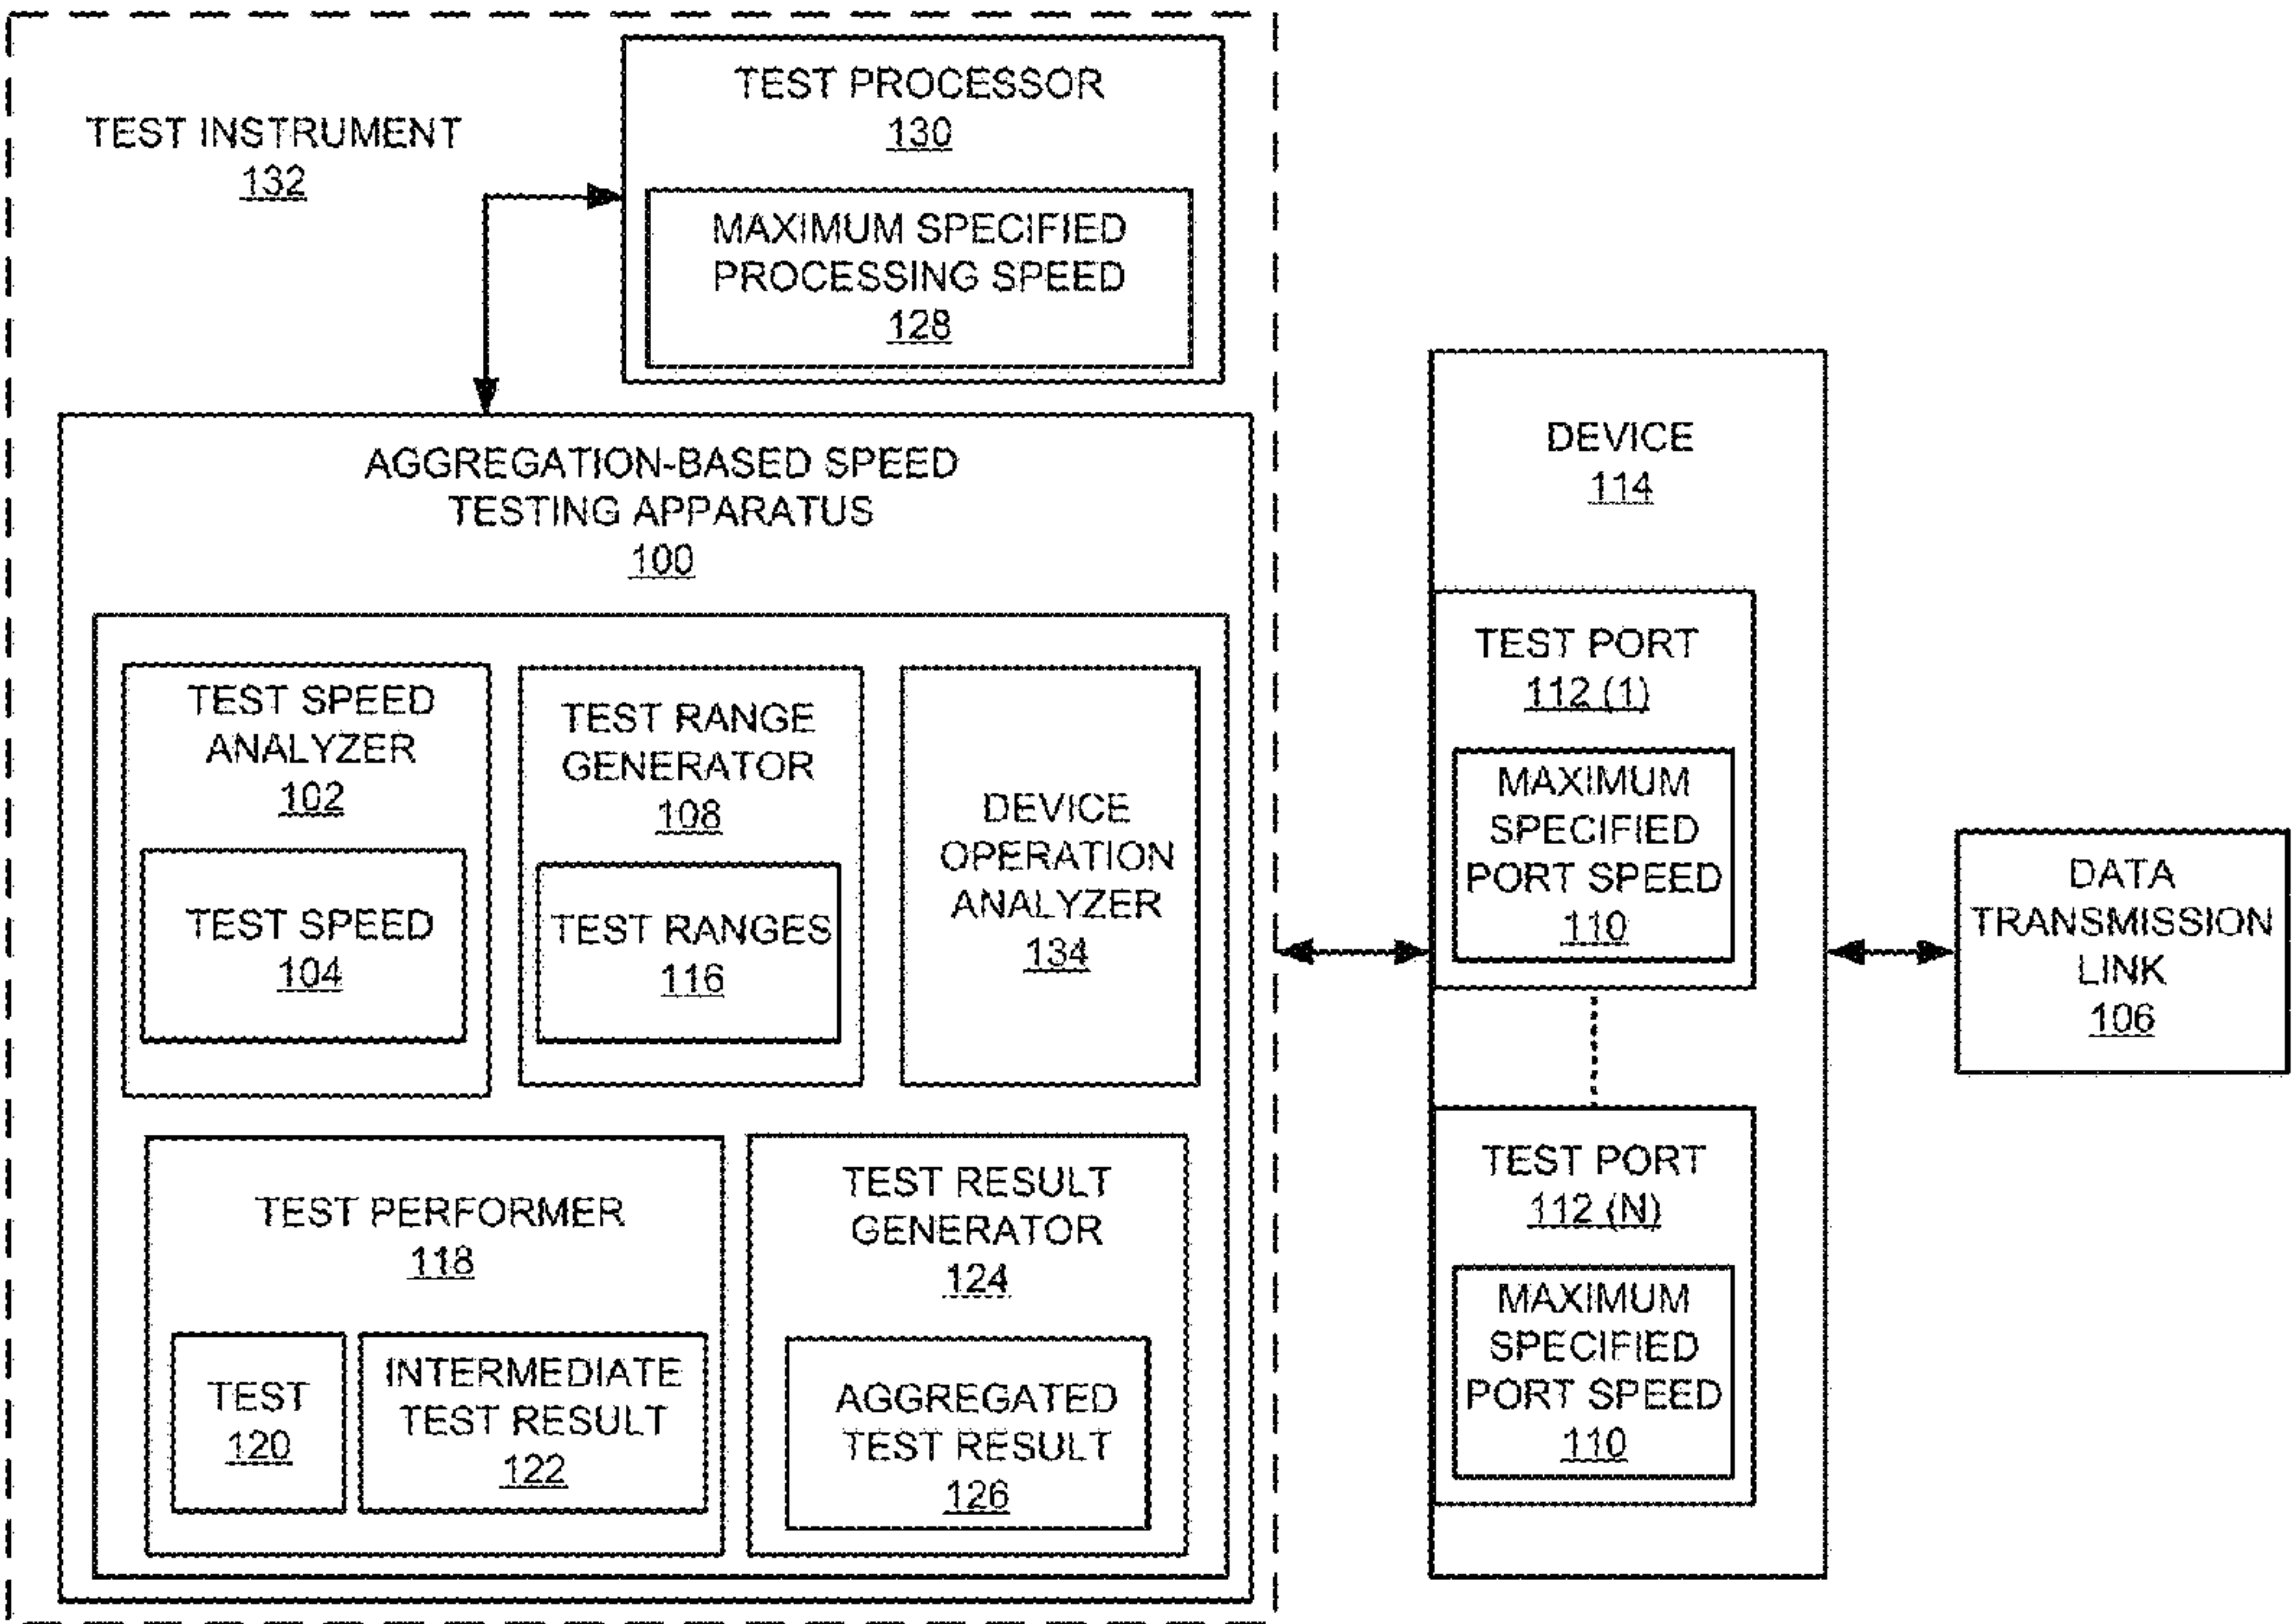 TEST INSTRUMENT
132
TEST PROCESSOR
130
MAXIMUM SPECIFIED
PROCESSING SPEED
128
AGGREGATION-BASED SPEED
TESTING APPARATUS
100
TEST SPEED
ANALYZER
102
TEST SPEED
104
TEST RANGE
GENERATOR
108
TEST RANGES
116
DEVICE
OPERATION
ANALYZER
134
TEST PERFORMER
118
TEST
120
INTERMEDIATE
TEST RESULT
122
TEST RESULT
GENERATOR
124
AGGREGATED
TEST RESULT
126
DEVICE
114
TEST PORT
112 (1)
MAXIMUM
SPECIFIED
PORT SPEED
110
TEST PORT
112 (N)
MAXIMUM
SPECIFIED
PORT SPEED
110
DATA
TRANSMISSION
LINK
106